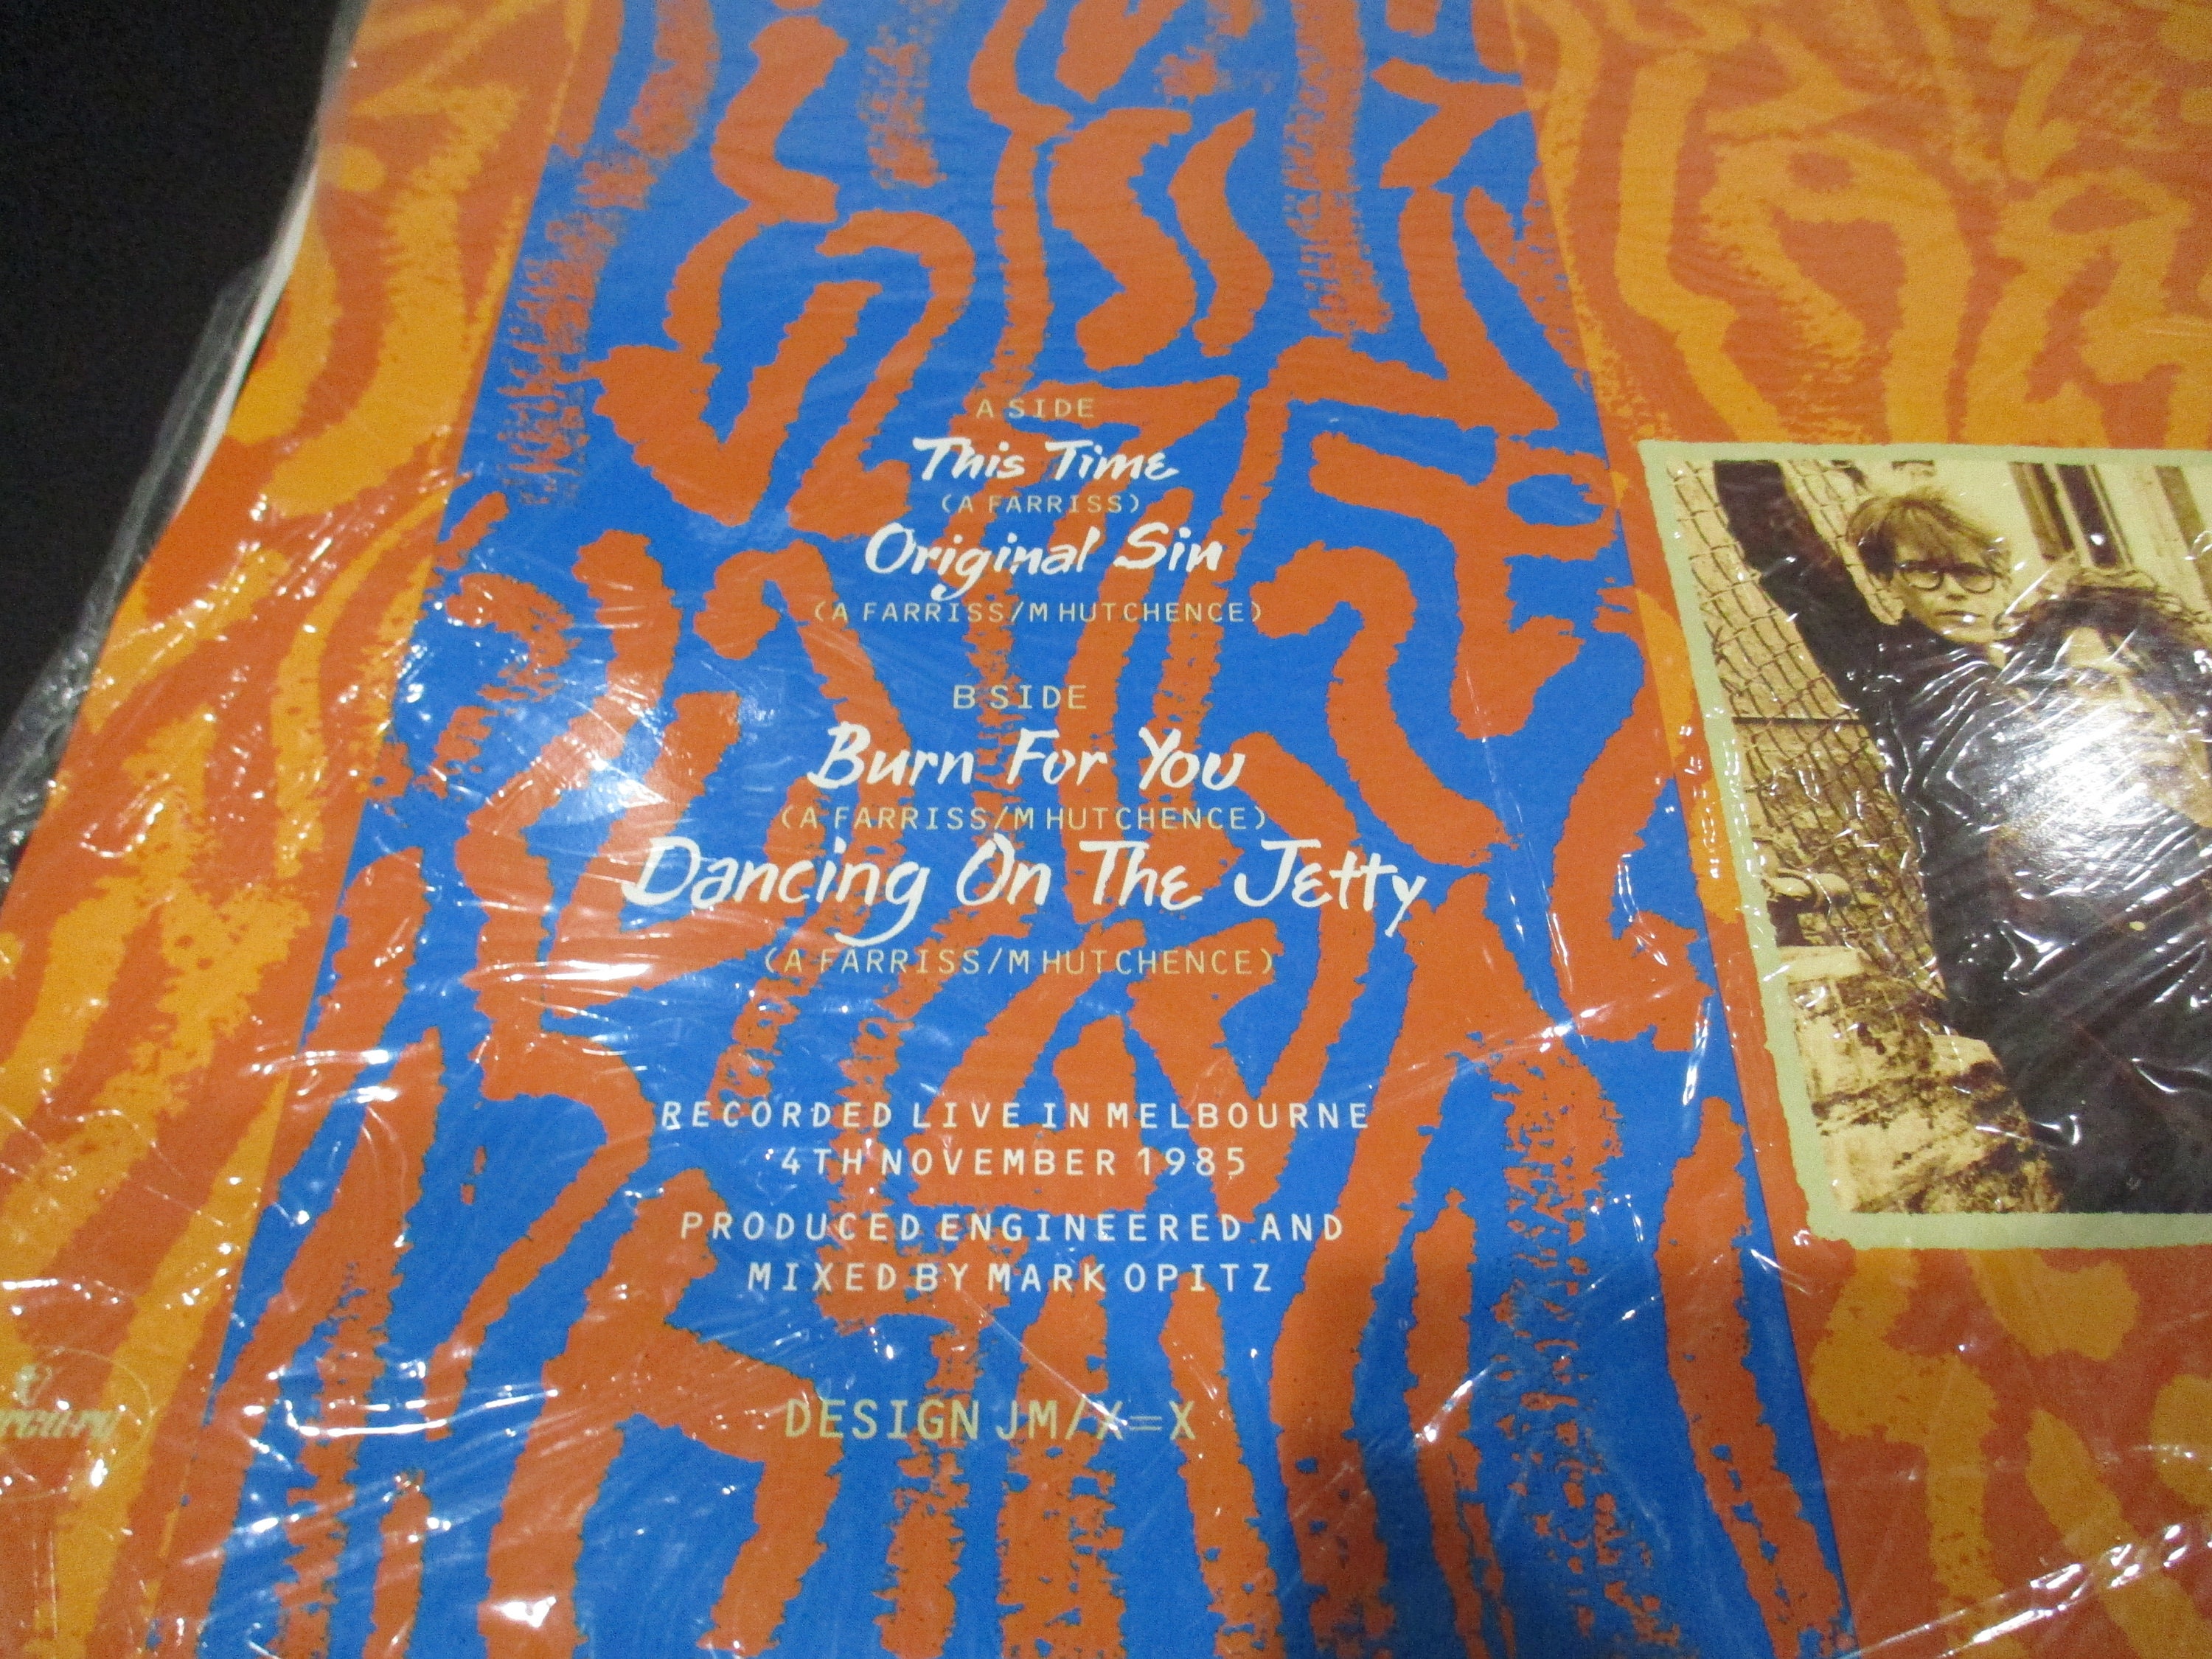 A SIDE
This Time
(A FARRISS)
Original Sin
(A FARRISS/M HUTCHENCE)
B SIDE
Burn For You
(A FARRISS/M HUTCHENCE)
Dancing On The Jetty
(A FARRISS/M HUTCHENCE)
RECORDED LIVE IN MELBOURNE
4TH NOVEMBER 1985
PRODUCED ENGINEERED AND
MIXED BY MARK OPITZ
DESIGN JM/X=X